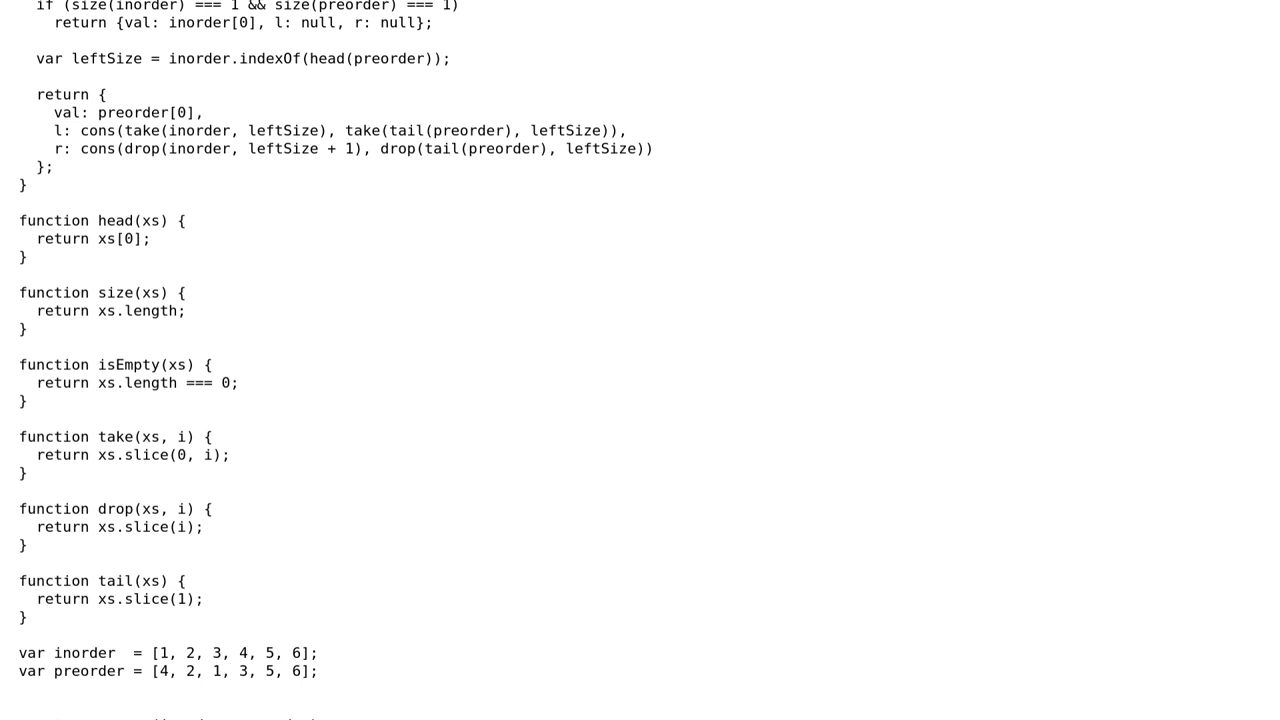 if (size(inorder) === 1 && size(preorder) === 1)
return {val: inorder[0], l: null, r: null};
var leftSize = inorder.indexOf(head(preorder));
return {
val: preorder[0],
l: cons(take(inorder, leftSize), take(tail(preorder), leftSize)),
r: cons(drop(inorder, leftSize + 1), drop(tail(preorder), leftSize))
};
}
function head(xs) {
return xs[0];
}
function size(xs) {
return xs.length;
}
function isEmpty(xs) {
return xs.length === 0;
}
function take(xs, i) {
return xs.slice(0, i);
}
function drop(xs, i) {
return xs.slice(i);
}
function tail(xs) {
return xs.slice(1);
}
var inorder  = [1, 2, 3, 4, 5, 6];
var preorder = [4, 2, 1, 3, 5, 6];